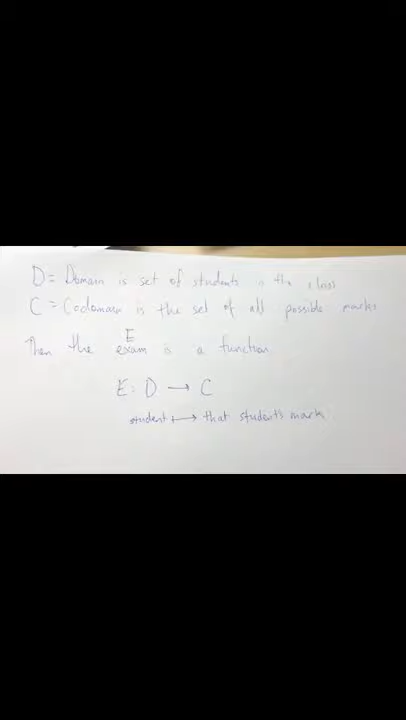 D = Domain is set of students in the class
C = Codomain is the set of all possible marks
E
Then the exam is a function
E: D → C
student ↦ that students mark